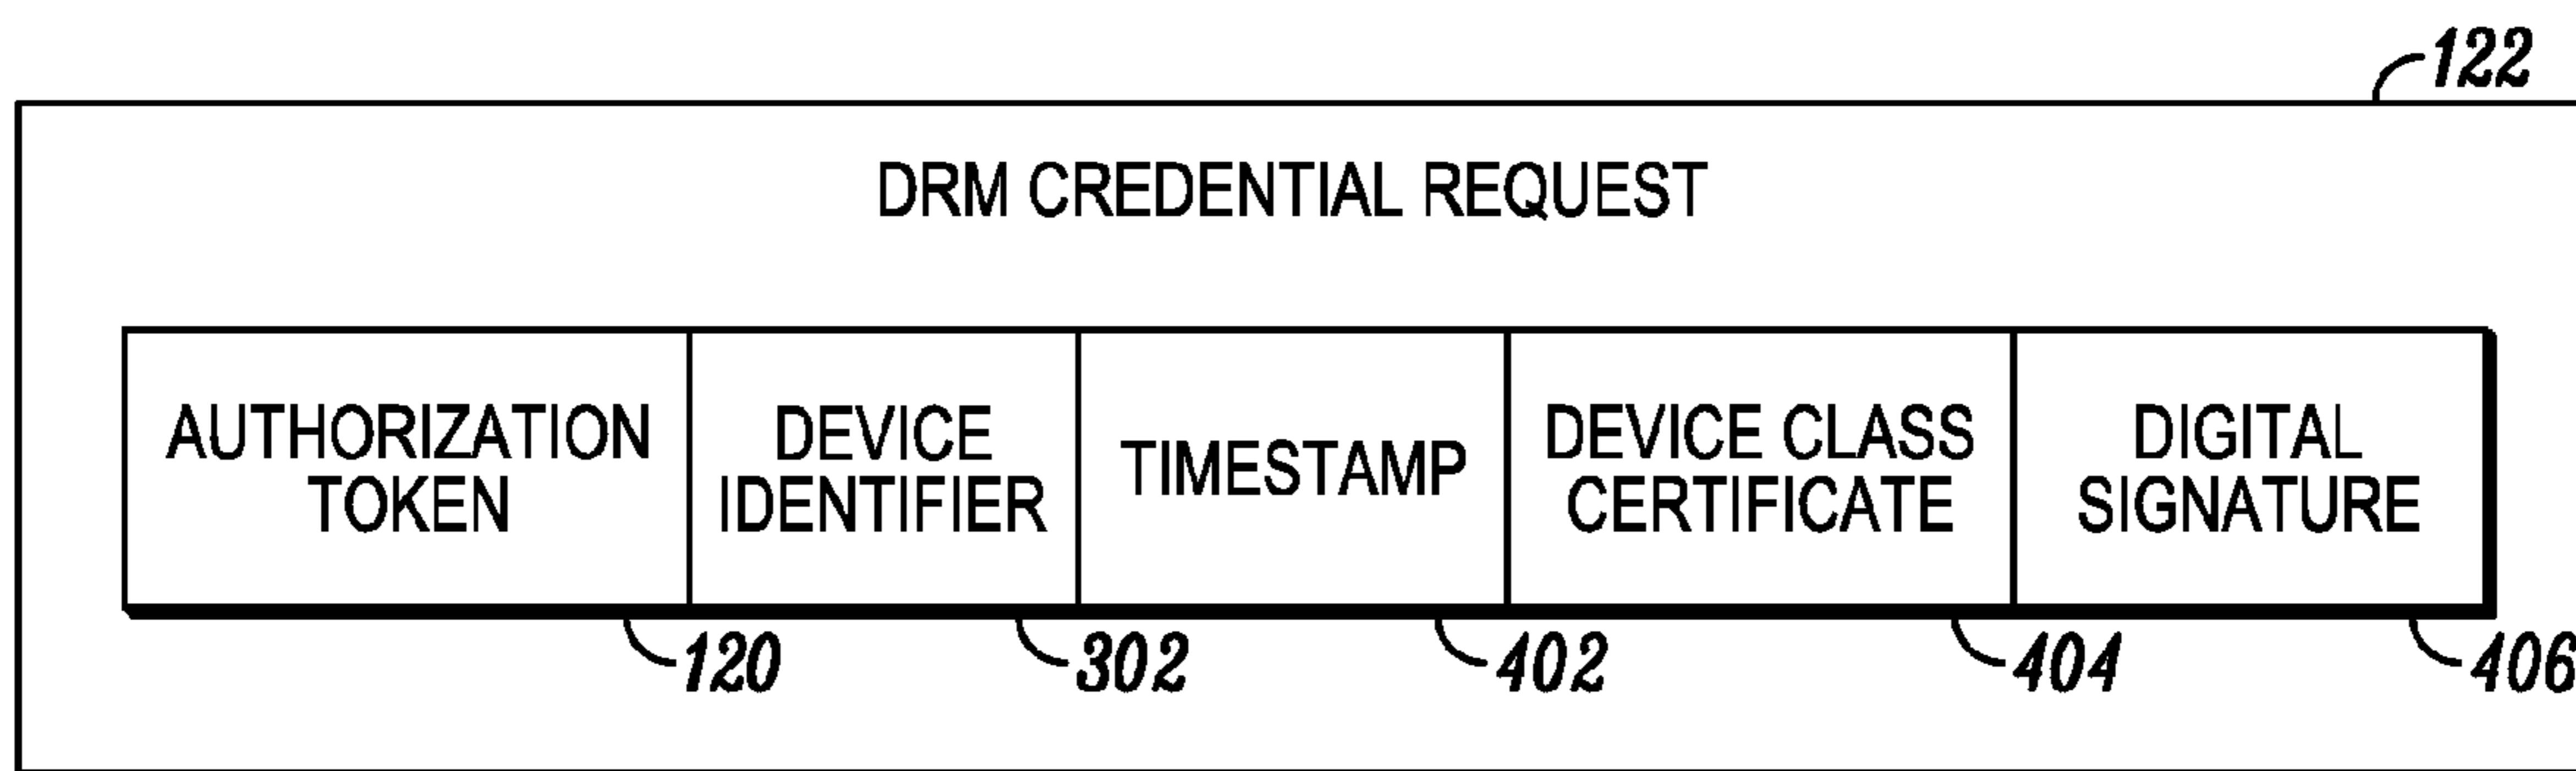 122
DRM CREDENTIAL REQUEST
AUTHORIZATION
TOKEN
DEVICE
IDENTIFIER
TIMESTAMP
DEVICE CLASS
CERTIFICATE
DIGITAL
SIGNATURE
120
302
402
404
406